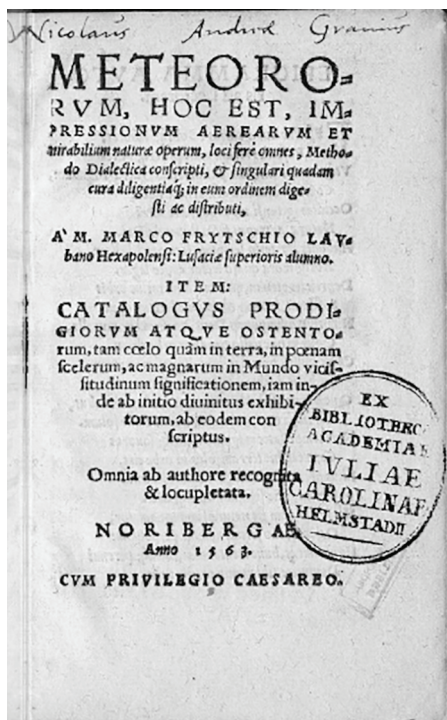 Nicolaus Andreæ Gravius
METEORO-
RVM, HOC EST, IM-
PRESSIONVM AEREARVM ET
mirabilium naturæ operum, loci ferè omnes, Metho-
do Dialectica conscripti, & singulari quadam
cura diligentiaq; in eum ordinem dige-
sti ac distributi,
A' M. MARCO FRYTSCHIO LAV-
bano Hexapolensi: Lusaciæ superioris alumno.
ITEM:
CATALOGVS PRODI-
GIORVM ATQVE OSTENTO-
rum, tam cœlo quàm in terra, in pœnam
scelerum, ac magnarum in Mundo vicis-
situdinum significationem, iam in-
de ab initio diuinitus exhibi-
torum, ab eodem con
scriptus.
Omnia ab authore recognita
& locupletata.
NORIBERGAE
Anno 1563.
CVM PRIVILEGIO CAESAREO.
EX
BIBLIOTHECA
ACADEMIAE
IVLIAE
CAROLINAE
HELMSTADII